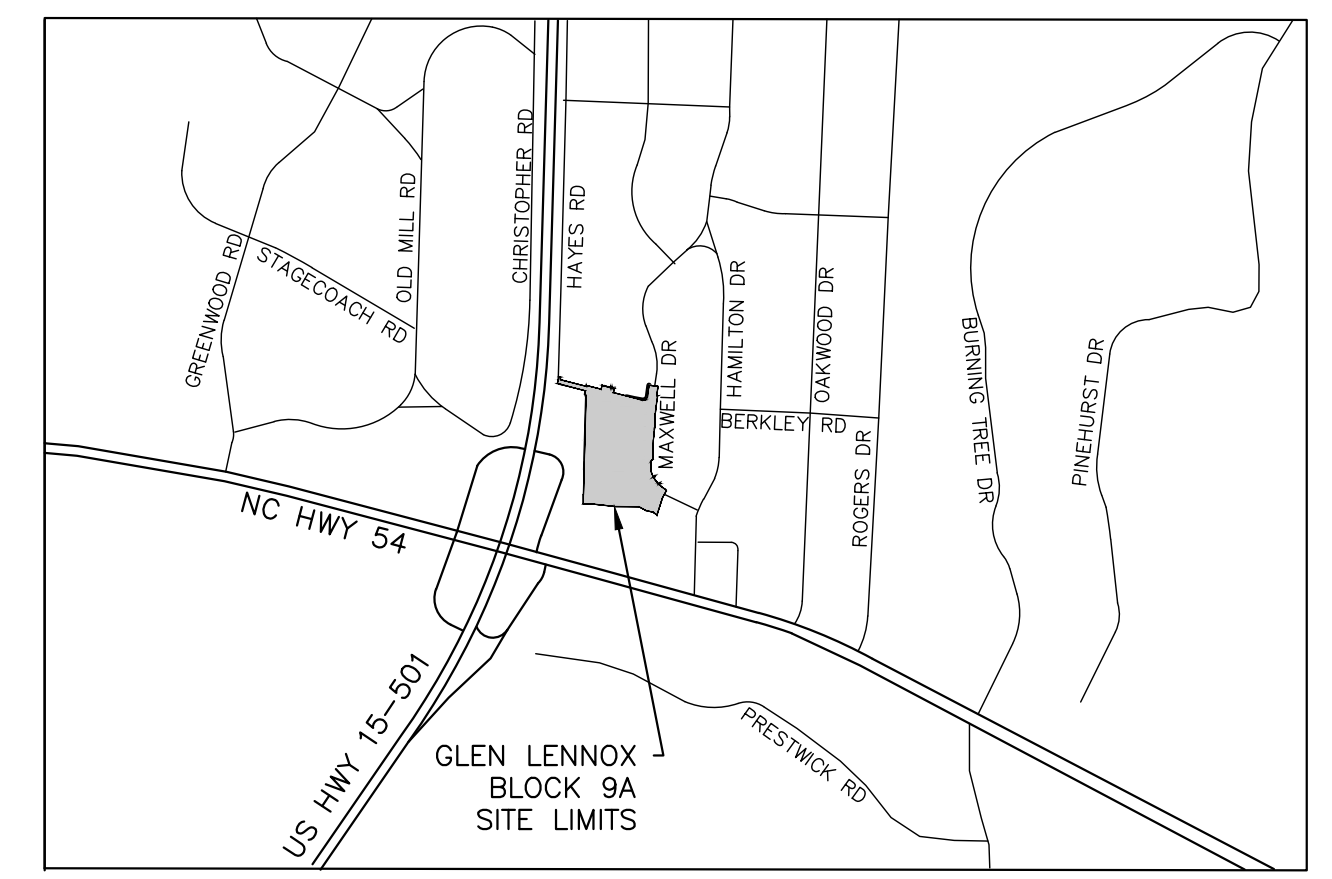 CHRISTOPHER RD
OLD MILL RD
HAYES RD
GREENWOOD RD
STAGECOACH RD
MAXWELL DR
HAMILTON DR
OAKWOOD DR
BERKLEY RD
ROGERS DR
BURNING TREE DR
PINEHURST DR
NC HWY 54
US HWY 15-501
PRESTWICK RD
GLEN LENNOX
BLOCK 9A
SITE LIMITS